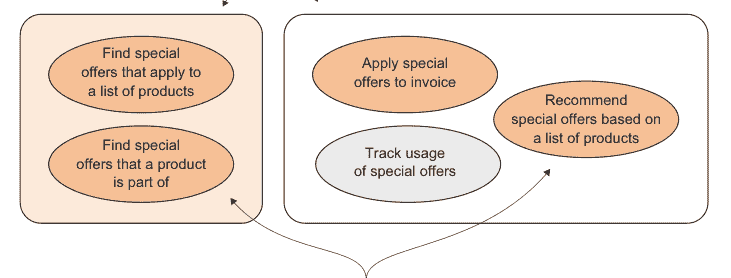 Find special
offers that apply to
a list of products
Find special
offers that a product
is part of
Apply special
offers to invoice
Recommend
special offers based on
a list of products
Track usage
of special offers